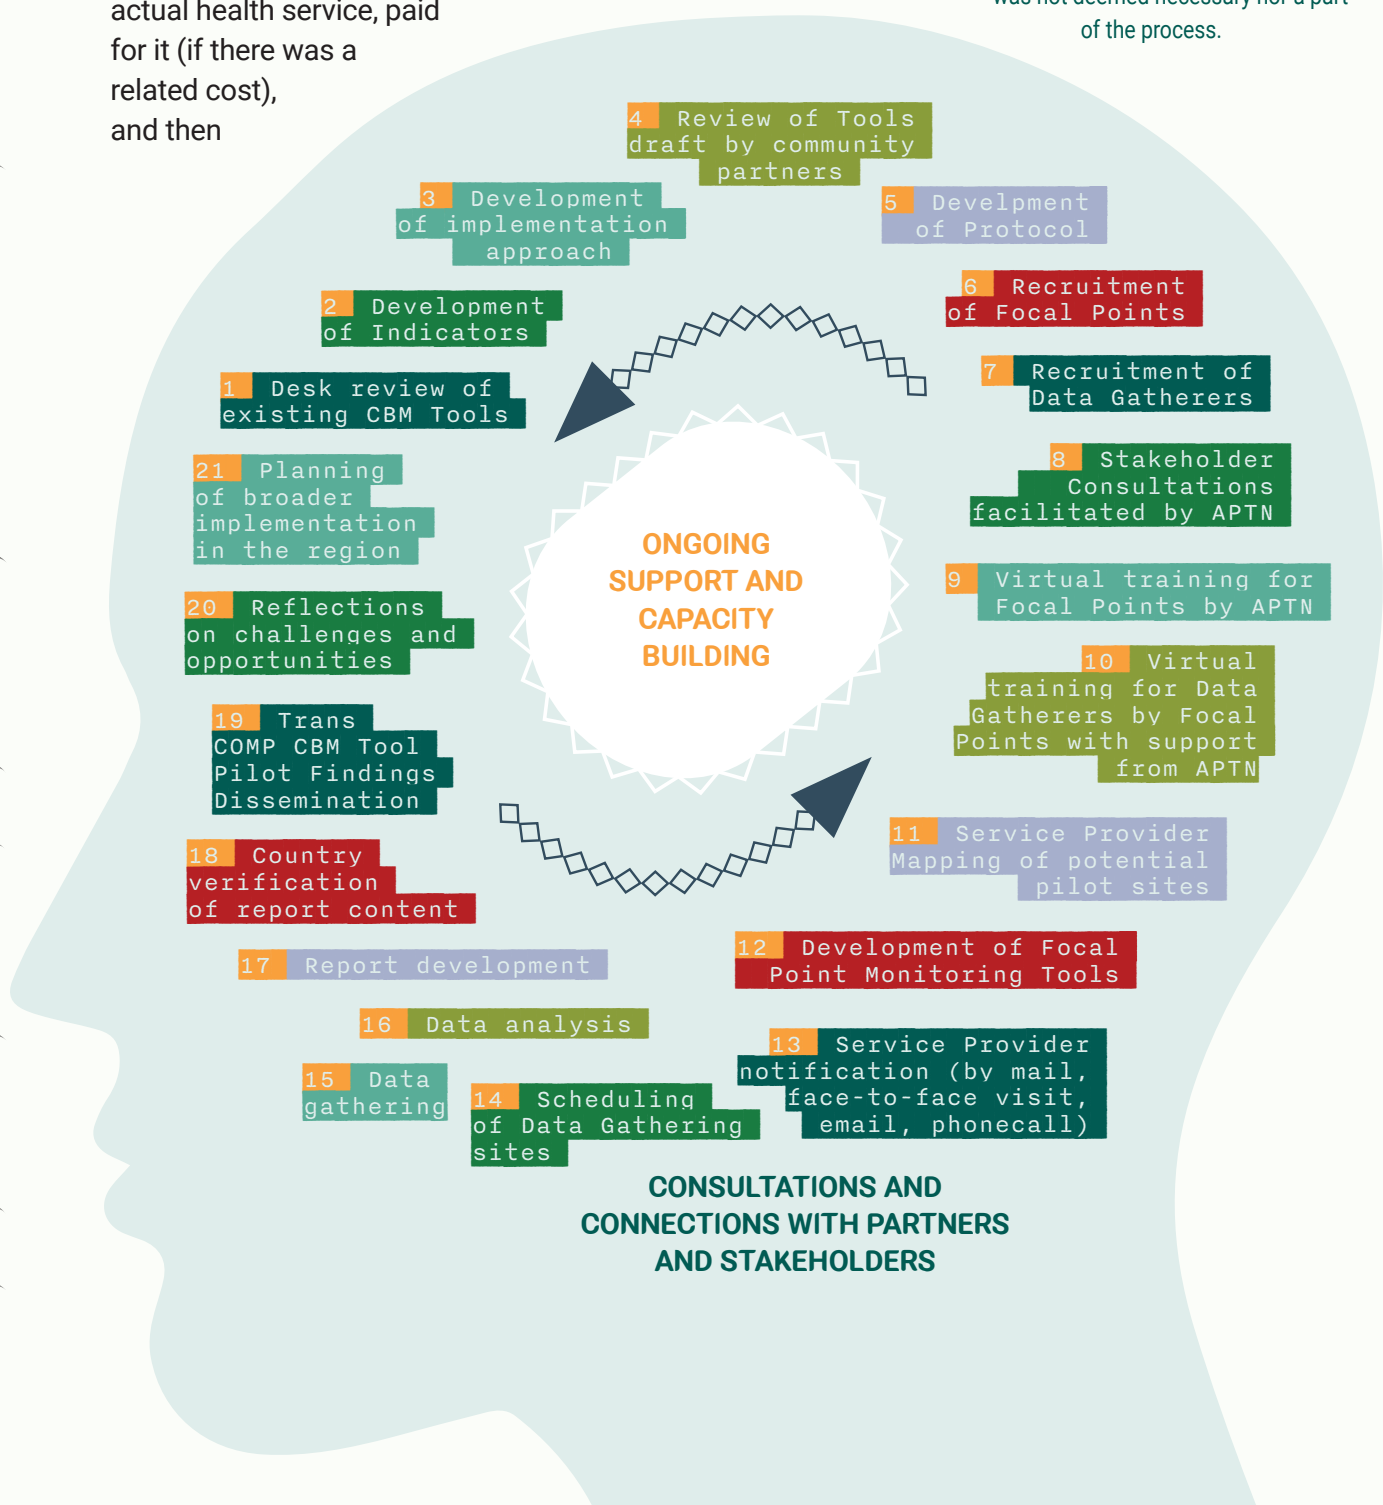 actual health service, paid
for it (if there was a
related cost),
and then
of the process.
1 Desk review of
existing CBM Tools
2 Development
of Indicators
3 Development
of implementation
approach
4 Review of Tools
draft by community
partners
5 Develpment
of Protocol
6 Recruitment
of Focal Points
7 Recruitment of
Data Gatherers
8 Stakeholder
Consultations
facilitated by APTN
9 Virtual training for
Focal Points by APTN
10 Virtual
training for Data
Gatherers by Focal
Points with support
from APTN
11 Service Provider
Mapping of potential
pilot sites
12 Development of Focal
Point Monitoring Tools
13 Service Provider
notification (by mail,
face-to-face visit,
email, phonecall)
14 Scheduling
of Data Gathering
sites
15 Data
gathering
16 Data analysis
17 Report development
18 Country
verification
of report content
19 Trans
COMP CBM Tool
Pilot Findings
Dissemination
20 Reflections
on challenges and
opportunities
21 Planning
of broader
implementation
in the region
ONGOING
SUPPORT AND
CAPACITY
BUILDING
CONSULTATIONS AND
CONNECTIONS WITH PARTNERS
AND STAKEHOLDERS